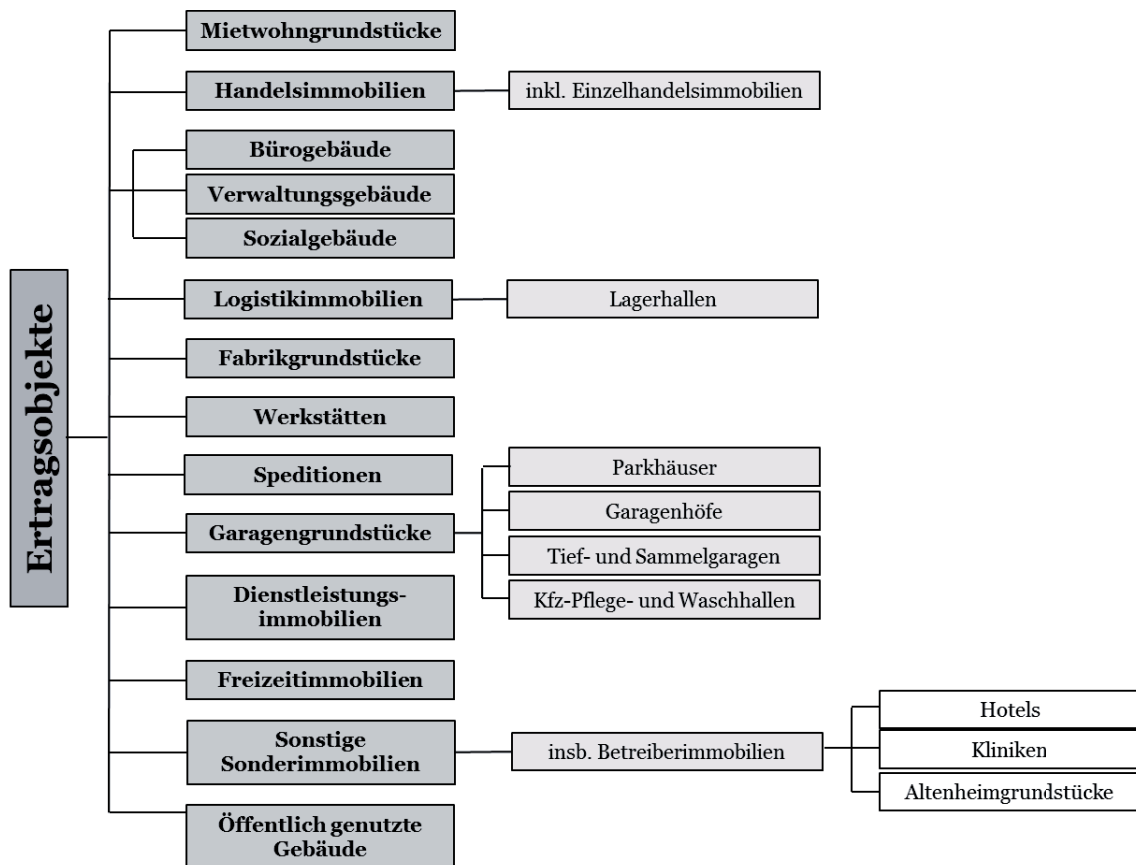 Ertragsobjekte
Mietwohngrundstücke
Handelsimmobilien
inkl. Einzelhandelsimmobilien
Bürogebäude
Verwaltungsgebäude
Sozialgebäude
Logistikimmobilien
Lagerhallen
Fabrikgrundstücke
Werkstätten
Speditionen
Garagengrundstücke
Parkhäuser
Garagenhöfe
Tief- und Sammelgaragen
Kfz-Pflege- und Waschhallen
Dienstleistungs-
immobilien
Freizeitimmobilien
Sonstige
Sonderimmobilien
insb. Betreiberimmobilien
Hotels
Kliniken
Altenheimgrundstücke
Öffentlich genutzte
Gebäude